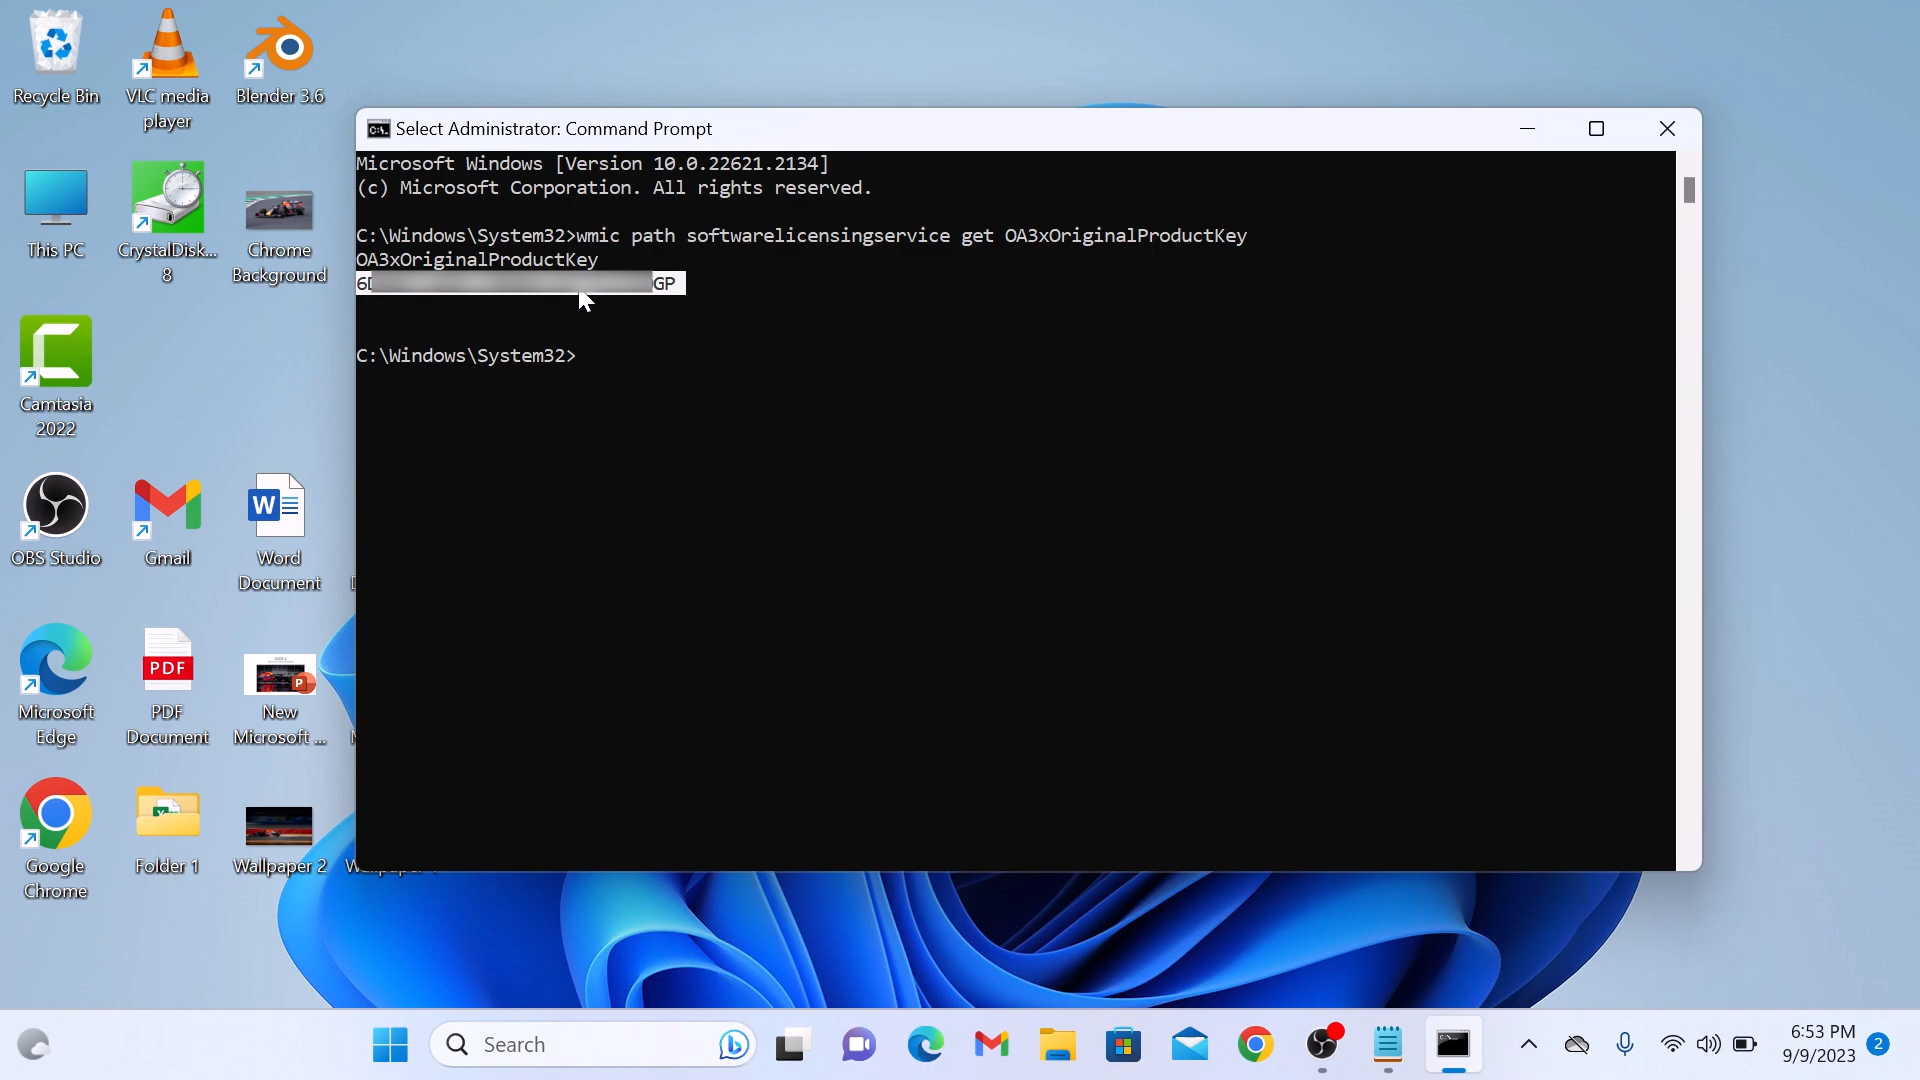 Recycle Bin
VLC media
player
Blender 3.6
This PC
CrystalDisk...
8
Chrome
Background
Camtasia
2022
OBS Studio
Gmail
Word
Document
Microsoft
Edge
PDF
PDF
Document
New
Microsoft ...
Google
Chrome
Folder 1
Wallpaper 2
Select Administrator: Command Prompt
Microsoft Windows [Version 10.0.22621.2134]
(c) Microsoft Corporation. All rights reserved.
C:\Windows\System32>wmic path softwarelicensingservice get OA3xOriginalProductKey
OA3xOriginalProductKey
GP
C:\Windows\System32>
Search
6:53 PM
9/9/2023
2